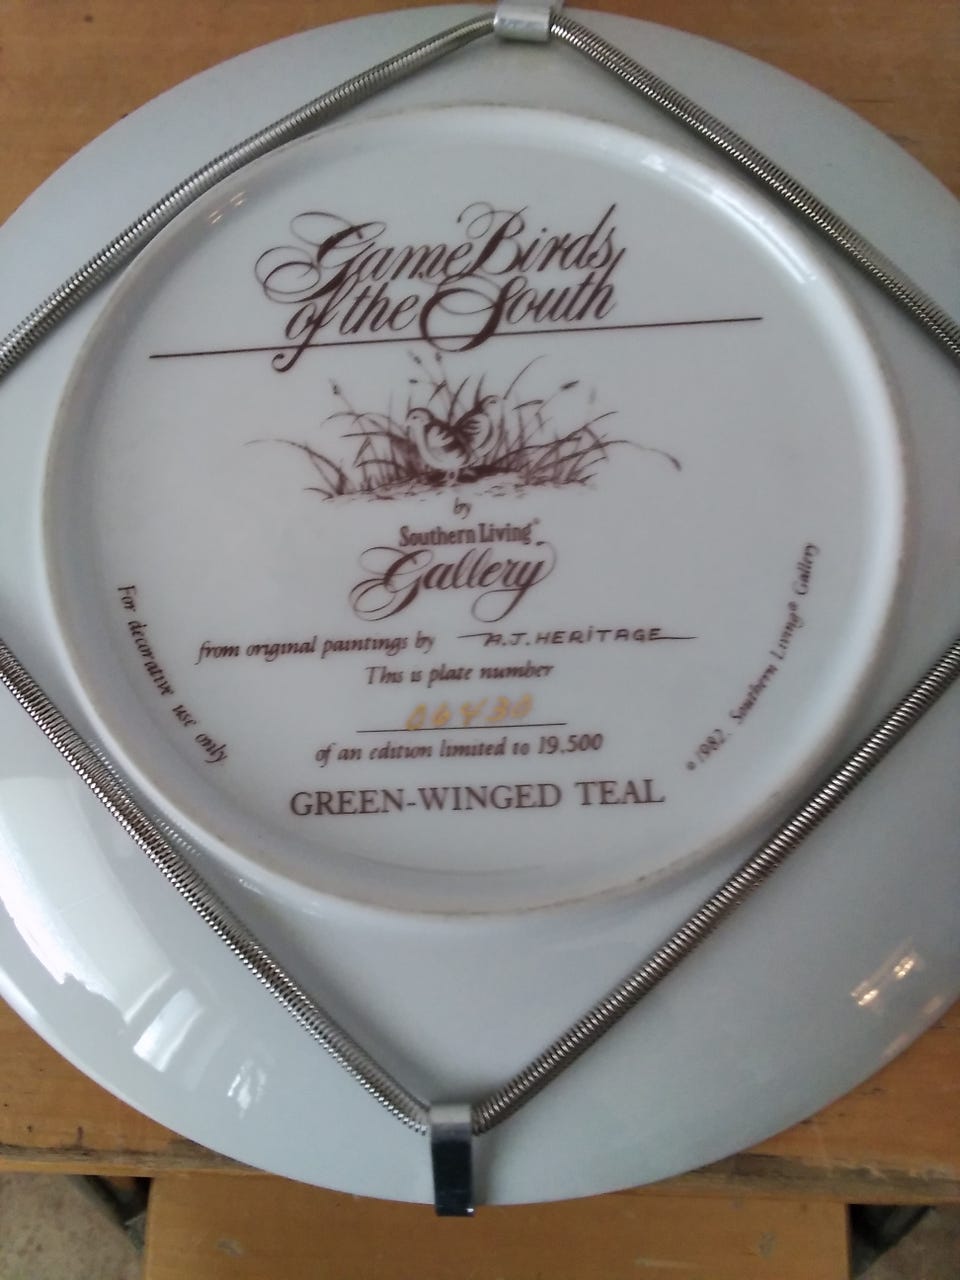 Game Birds
of the South
by
Southern Living®
Gallery
from original paintings by A.J. HERITAGE
This is plate number
of an edition limited to 19,500
GREEN-WINGED TEAL
For decorative use only
© 1982. Southern Living® Gallery